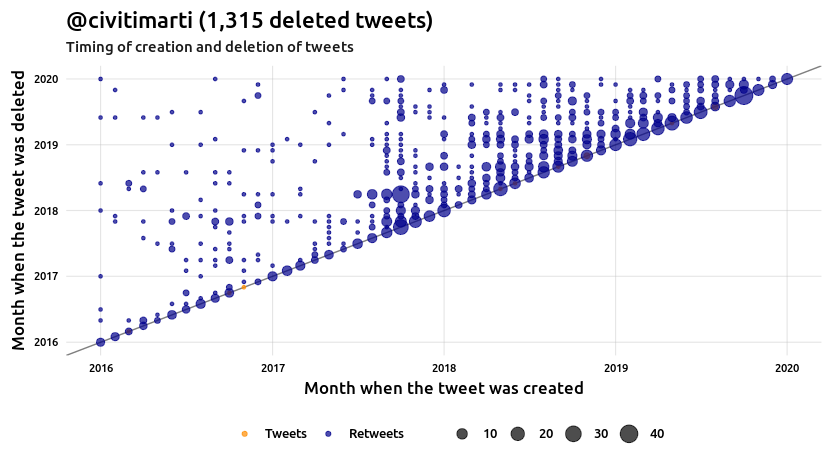 @civitimarti (1,315 deleted tweets)
Timing of creation and deletion of tweets
Month when the tweet was deleted
2020
2019
2018
2017
2016
2016 2017 2018 2019 2020
Month when the tweet was created
Tweets Retweets 10 20 30 40